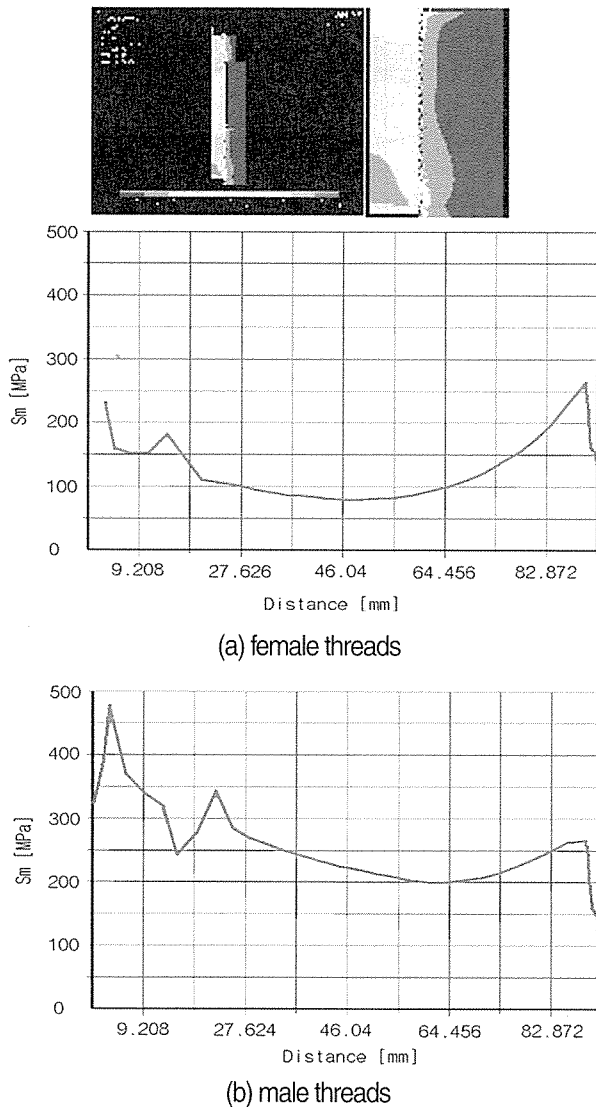 500
400
300
200
100
0
Sm [MPa]
9.208 27.626 46.04 64.456 82.872
Distance [mm]
(a) female threads
500
400
300
200
100
0
Sm [MPa]
9.208 27.624 46.04 64.456 82.872
Distance [mm]
(b) male threads